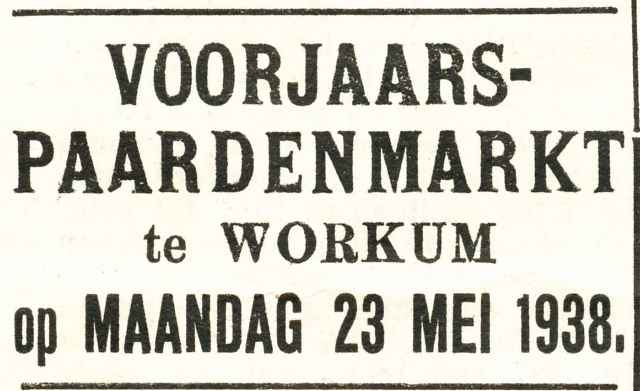 VOORJAARS-
PAARDENMARKT
te WORKUM
op MAANDAG 23 MEI 1938.